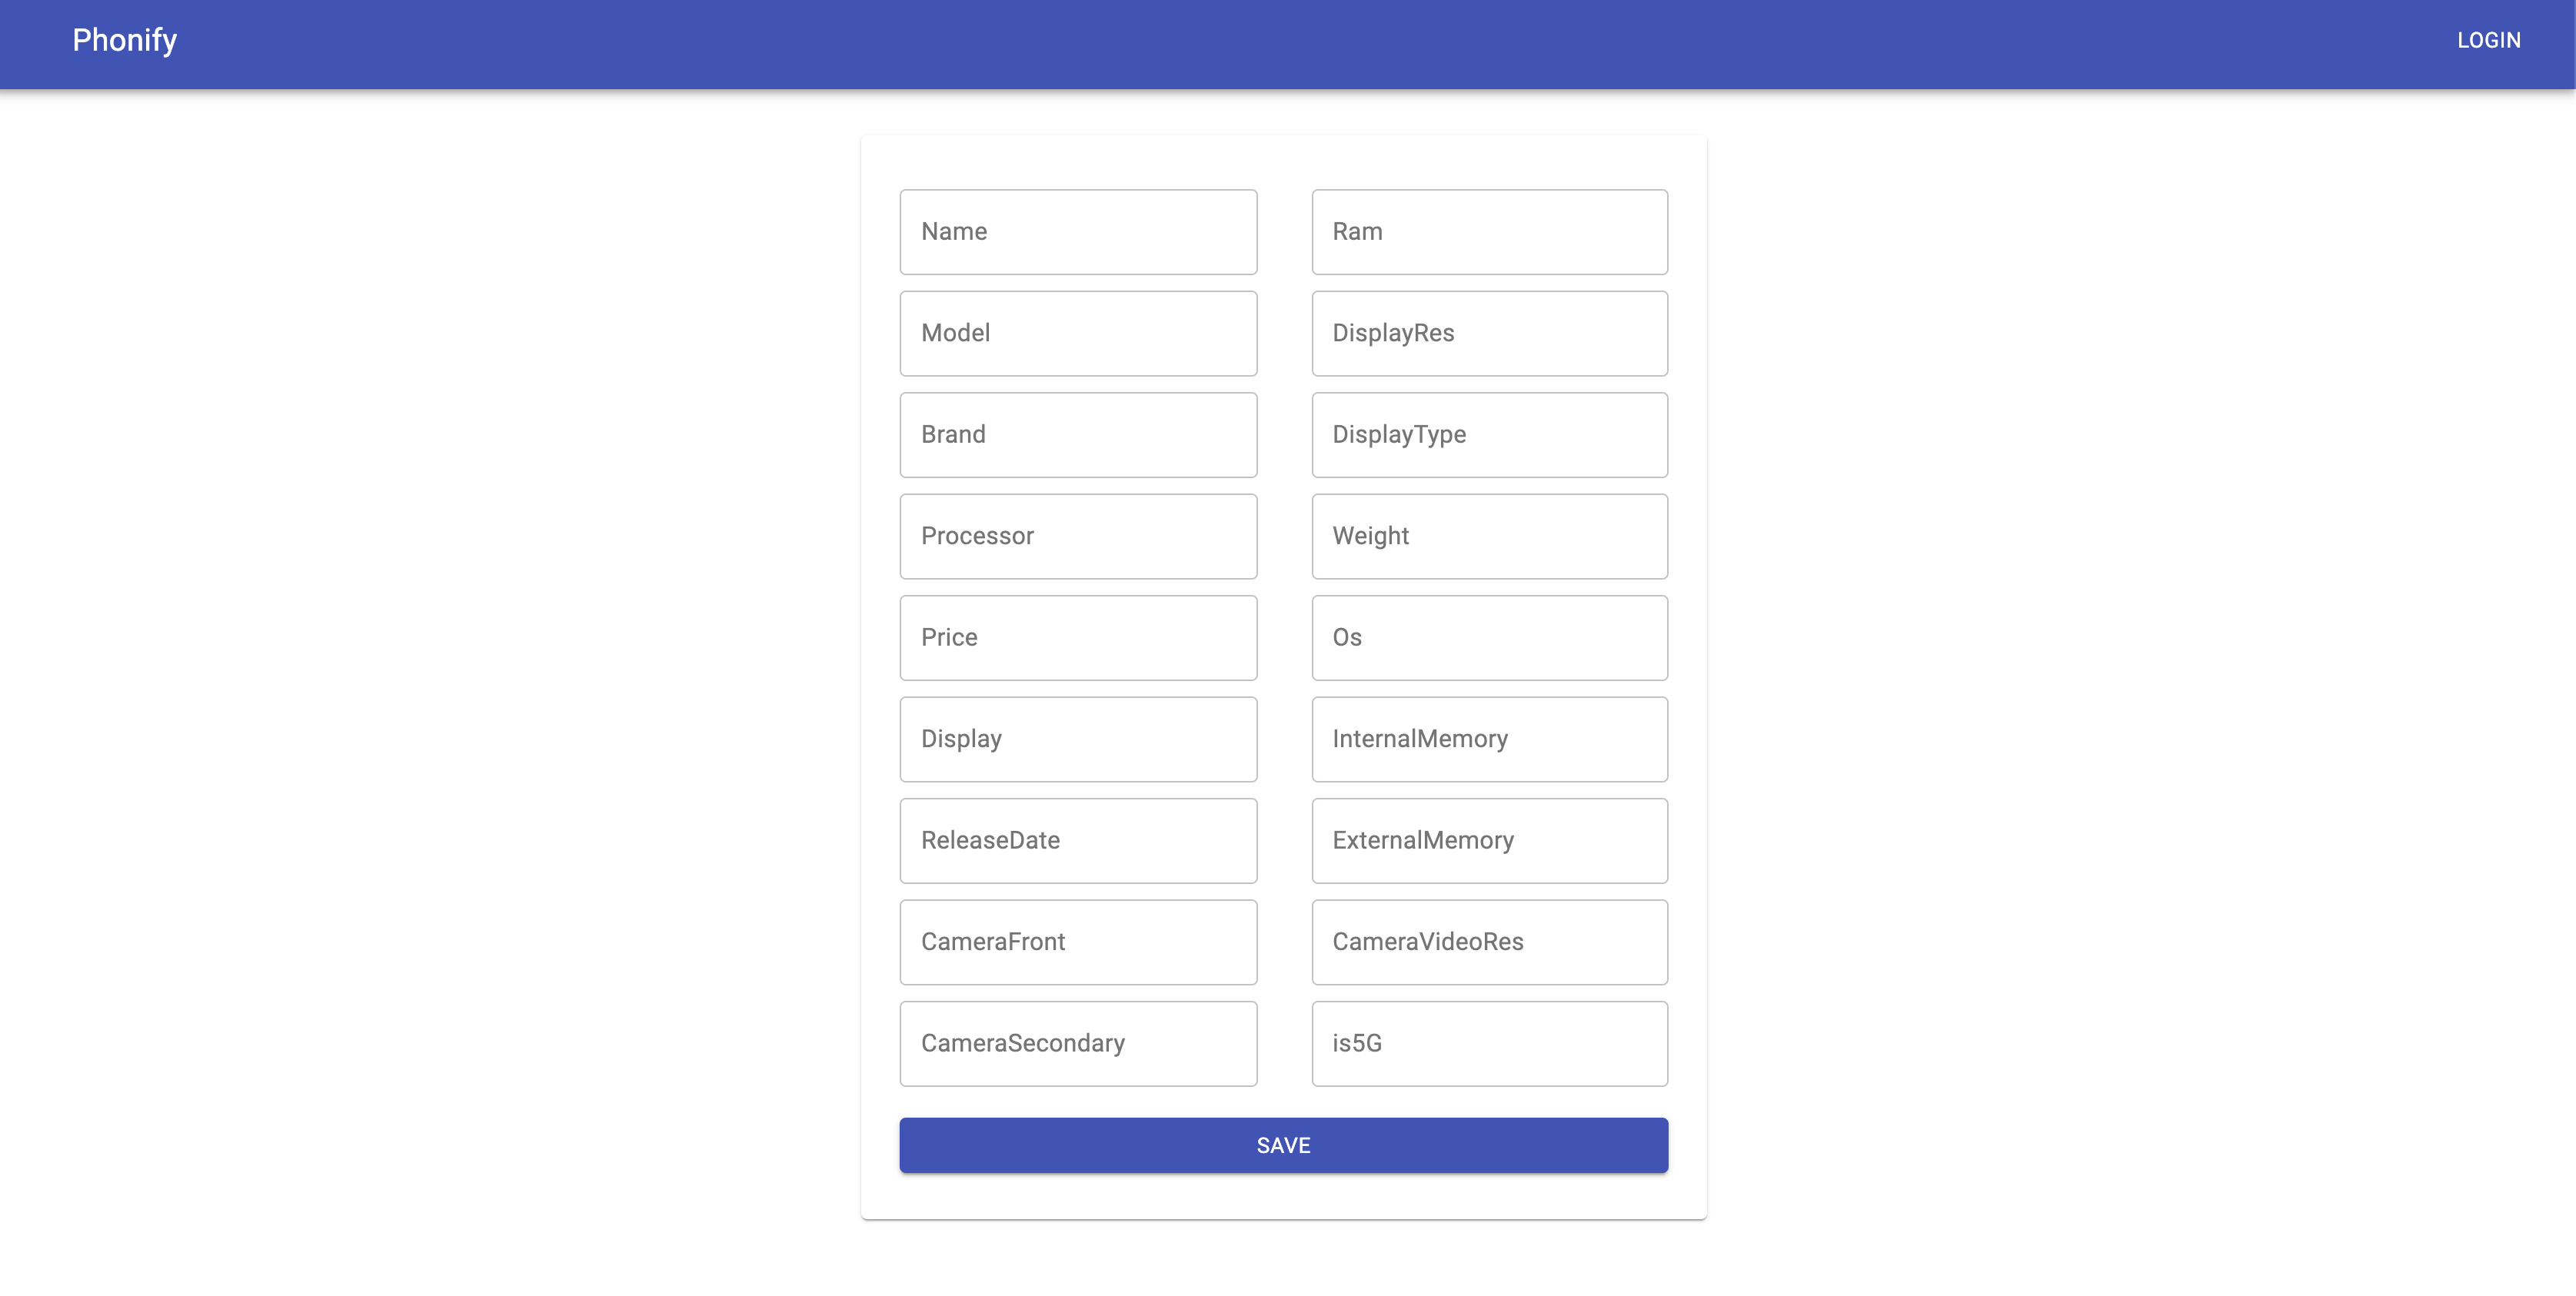 Phonify
LOGIN
Name
Ram
Model
DisplayRes
Brand
DisplayType
Processor
Weight
Price
Os
Display
InternalMemory
ReleaseDate
ExternalMemory
CameraFront
CameraVideoRes
CameraSecondary
is5G
SAVE